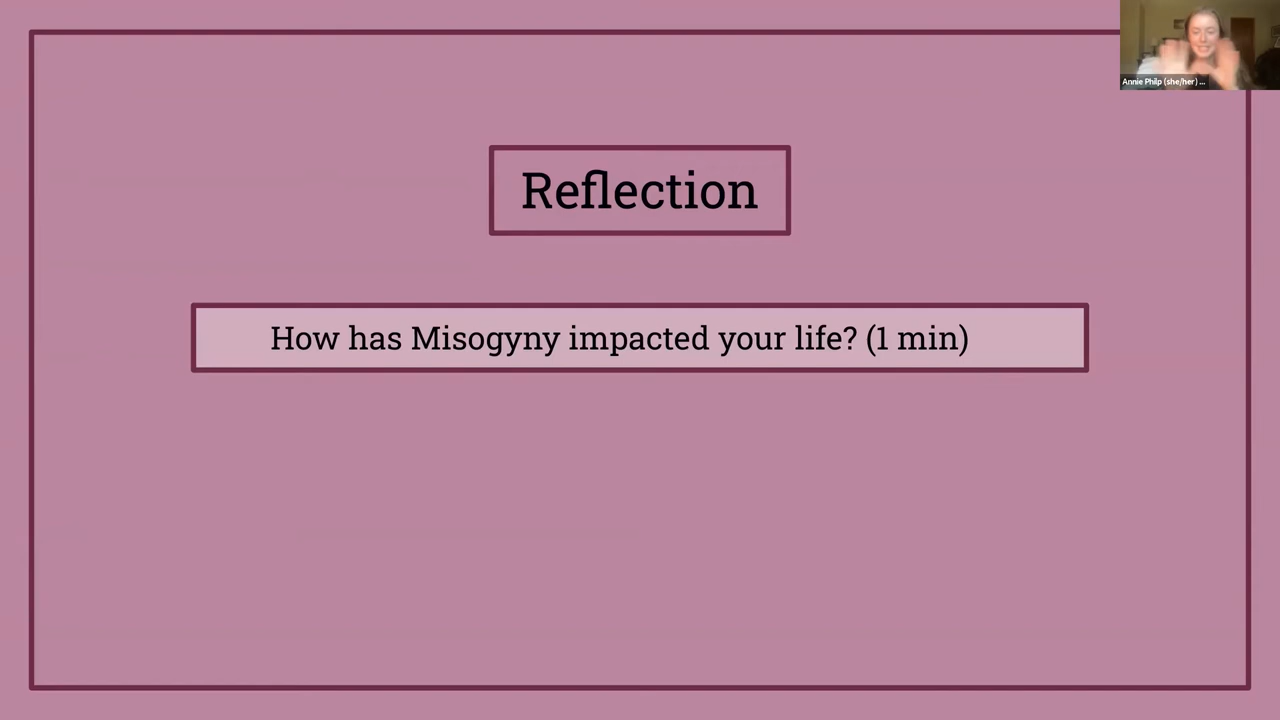 Annie Philp (she/her) ...
Reflection
How has Misogyny impacted your life? (1 min)